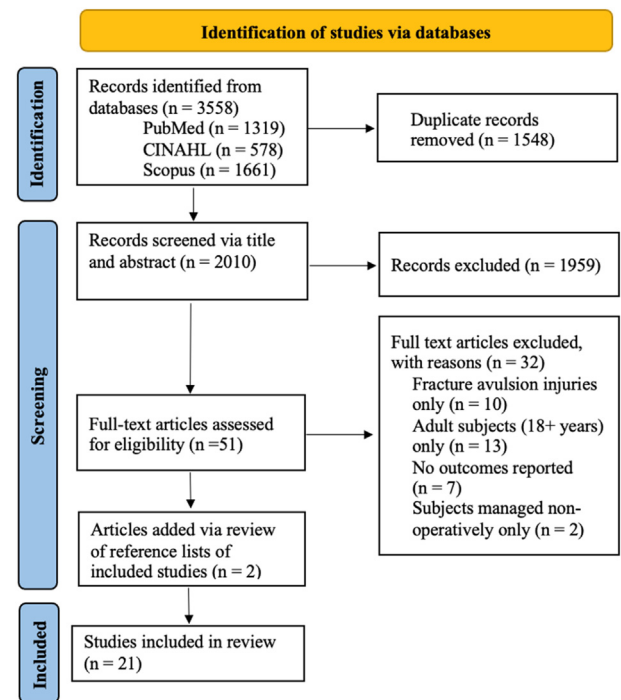 Identification of studies via databases
Identification
Records identified from
databases (n = 3558)
PubMed (n = 1319)
CINAHL (n = 578)
Scopus (n = 1661)
Duplicate records
removed (n = 1548)
Screening
Records screened via title
and abstract (n = 2010)
Records excluded (n = 1959)
Full-text articles assessed
for eligibility (n =51)
Full text articles excluded,
with reasons (n = 32)
Fracture avulsion injuries
only (n = 10)
Adult subjects (18+ years)
only (n = 13)
No outcomes reported
(n = 7)
Subjects managed non-
operatively only (n = 2)
Articles added via review
of reference lists of
included studies (n = 2)
Included
Studies included in review
(n = 21)